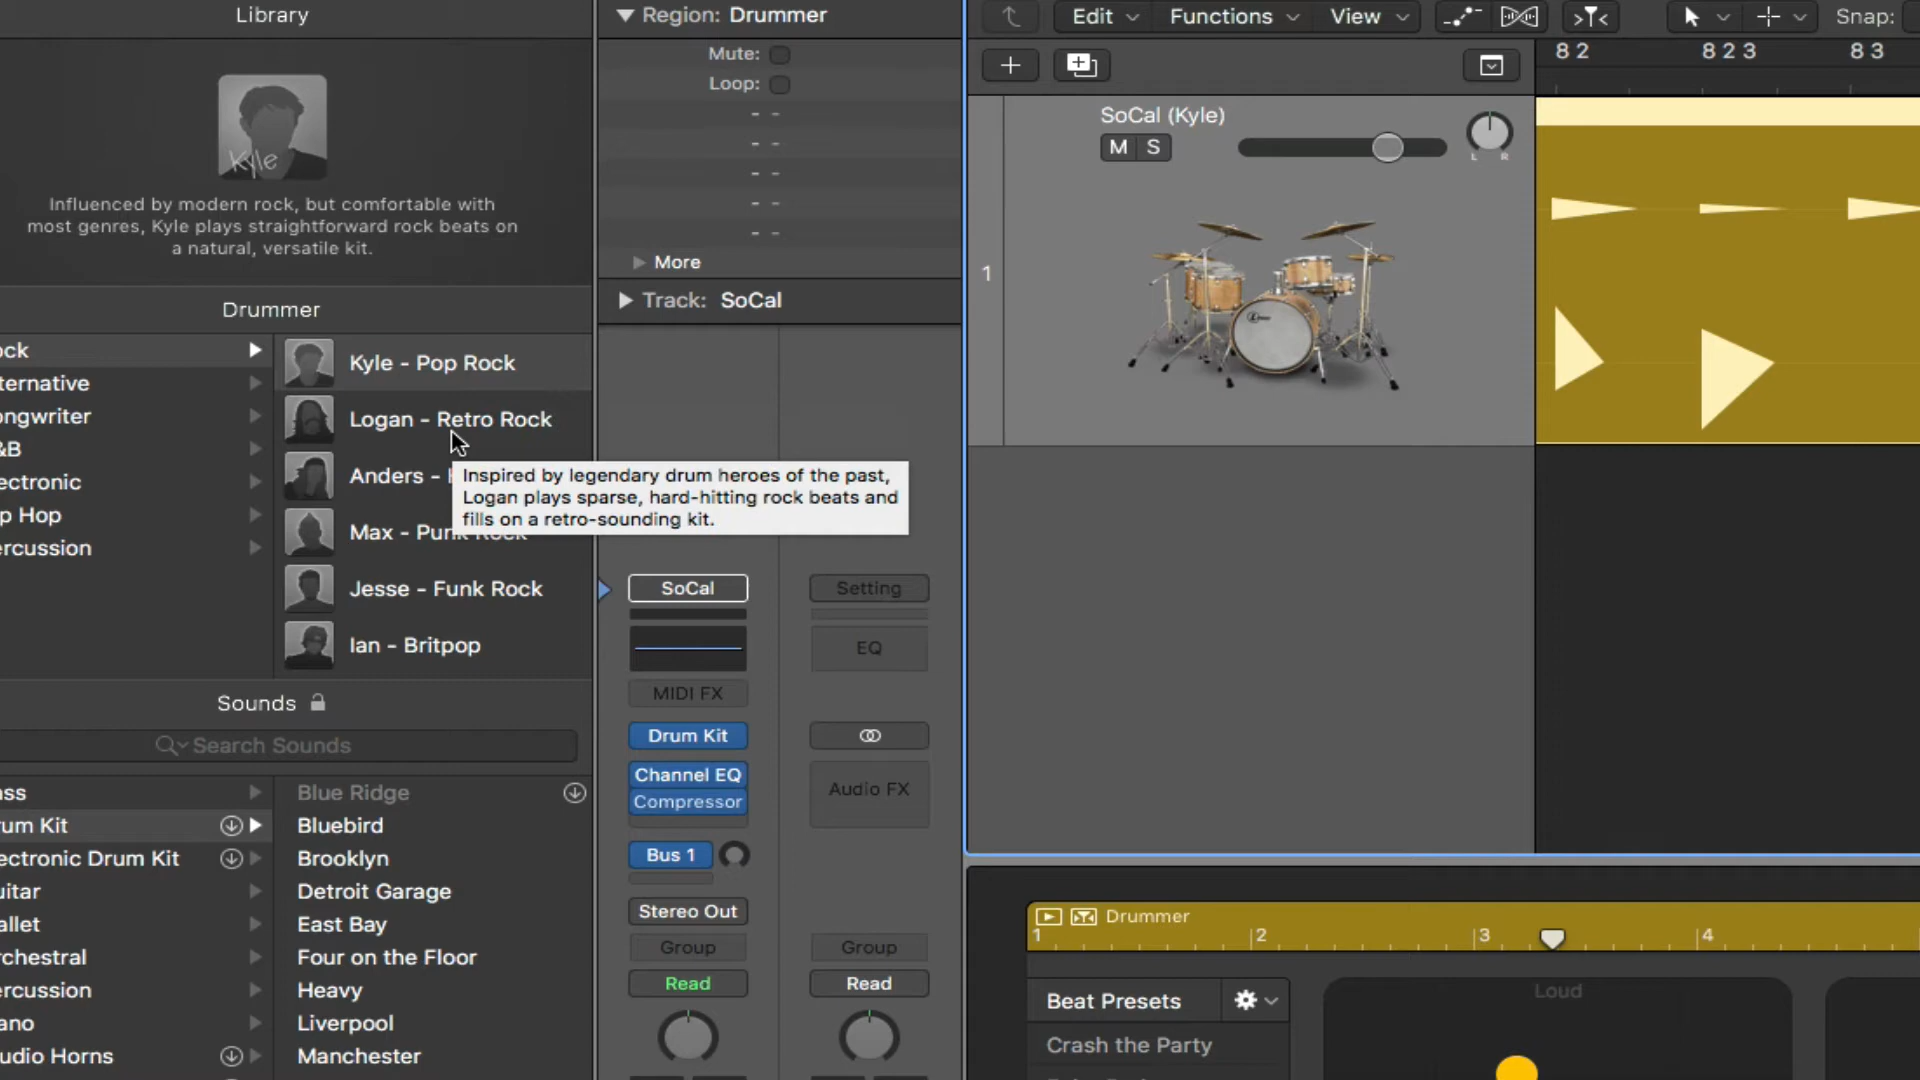 Library
Kyle
Influenced by modern rock, but comfortable with
most genres, Kyle plays straightforward rock beats on
a natural, versatile kit.
Drummer
ock
ternative
ongwriter
&B
ectronic
p Hop
ercussion
Kyle - Pop Rock
Logan - Retro Rock
Anders -
Max - Punk Rock
Jesse - Funk Rock
Ian - Britpop
Inspired by legendary drum heroes of the past,
Logan plays sparse, hard-hitting rock beats and
fills on a retro-sounding kit.
Sounds
Search Sounds
ass
rum Kit
ectronic Drum Kit
uitar
allet
rchestral
ercussion
ano
udio Horns
Blue Ridge
Bluebird
Brooklyn
Detroit Garage
East Bay
Four on the Floor
Heavy
Liverpool
Manchester
Region: Drummer
Mute:
Loop:
- -
- -
- -
- -
- -
More
Track: SoCal
SoCal
MIDI FX
Drum Kit
Channel EQ
Compressor
Bus 1
Stereo Out
Group
Read
Setting
EQ
Audio FX
Group
Read
Edit Functions View Snap:
8 2 8 2 3 8 3
1
SoCal (Kyle)
M S
L R
Drummer
1 2 3 4
Beat Presets
Crash the Party
Loud